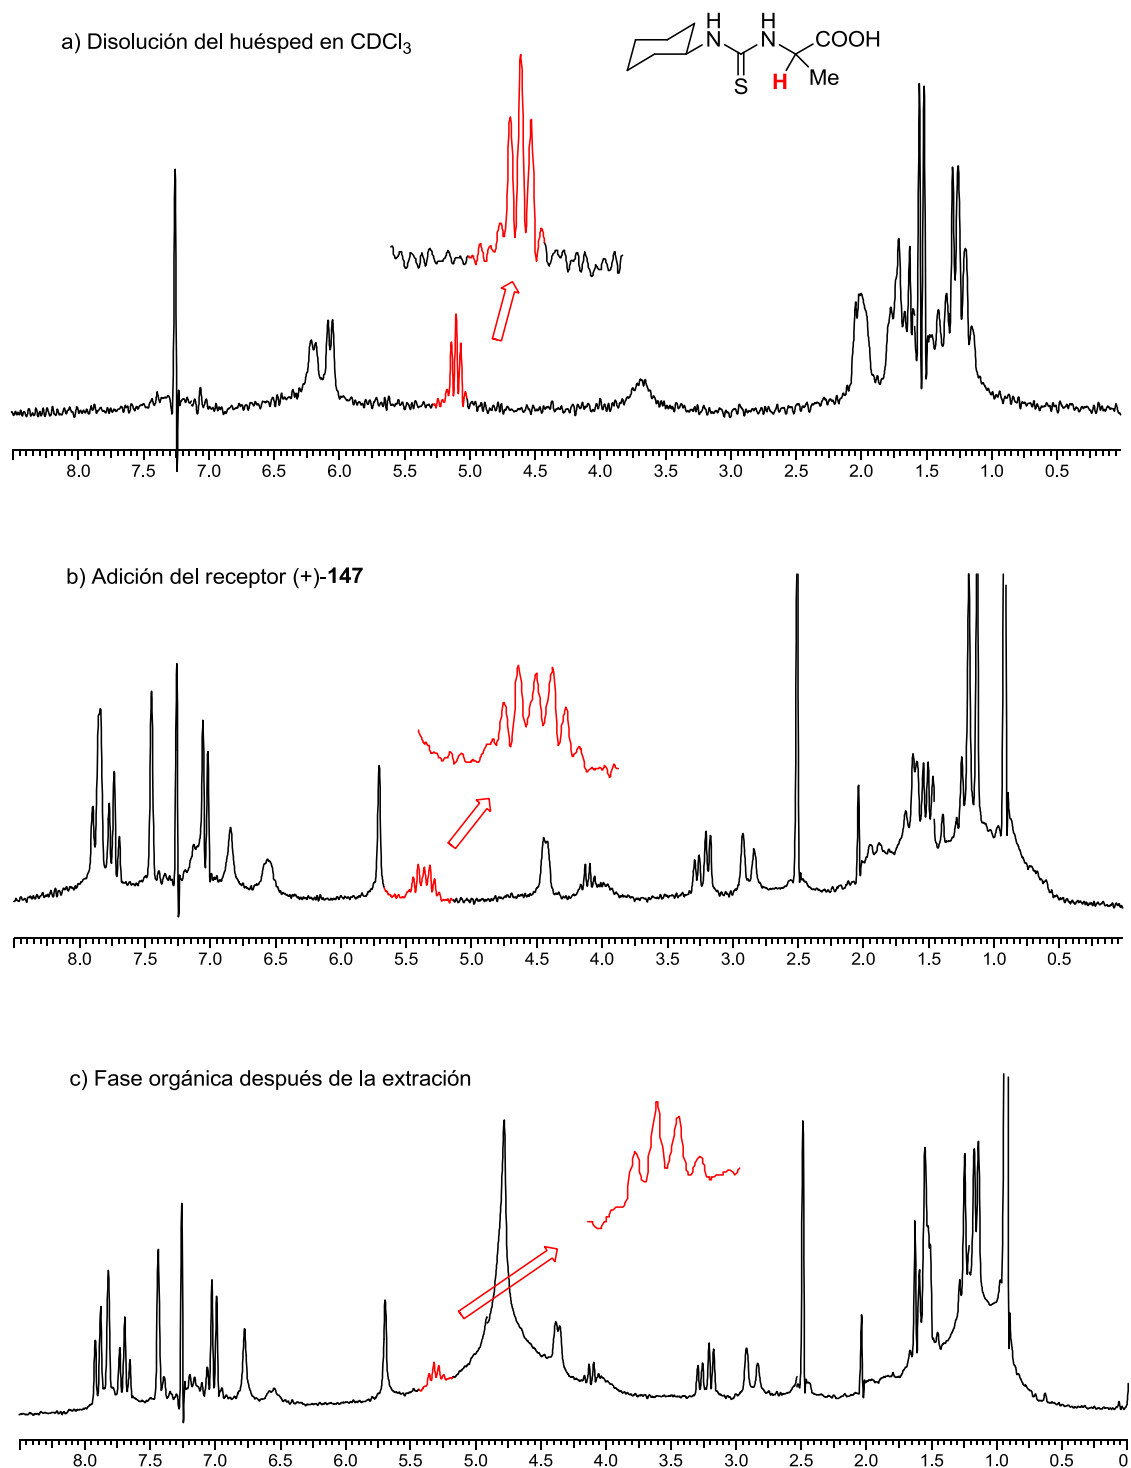 a) Disolución del huésped en CDCl3
H
H
N
N
COOH
S
H
Me
8.0 7.5 7.0 6.5 6.0 5.5 5.0 4.5 4.0 3.5 3.0 2.5 2.0 1.5 1.0 0.5
b) Adición del receptor (+)-147
8.0 7.5 7.0 6.5 6.0 5.5 5.0 4.5 4.0 3.5 3.0 2.5 2.0 1.5 1.0 0.5
c) Fase orgánica después de la extración
8.0 7.5 7.0 6.5 6.0 5.5 5.0 4.5 4.0 3.5 3.0 2.5 2.0 1.5 1.0 0.5 0